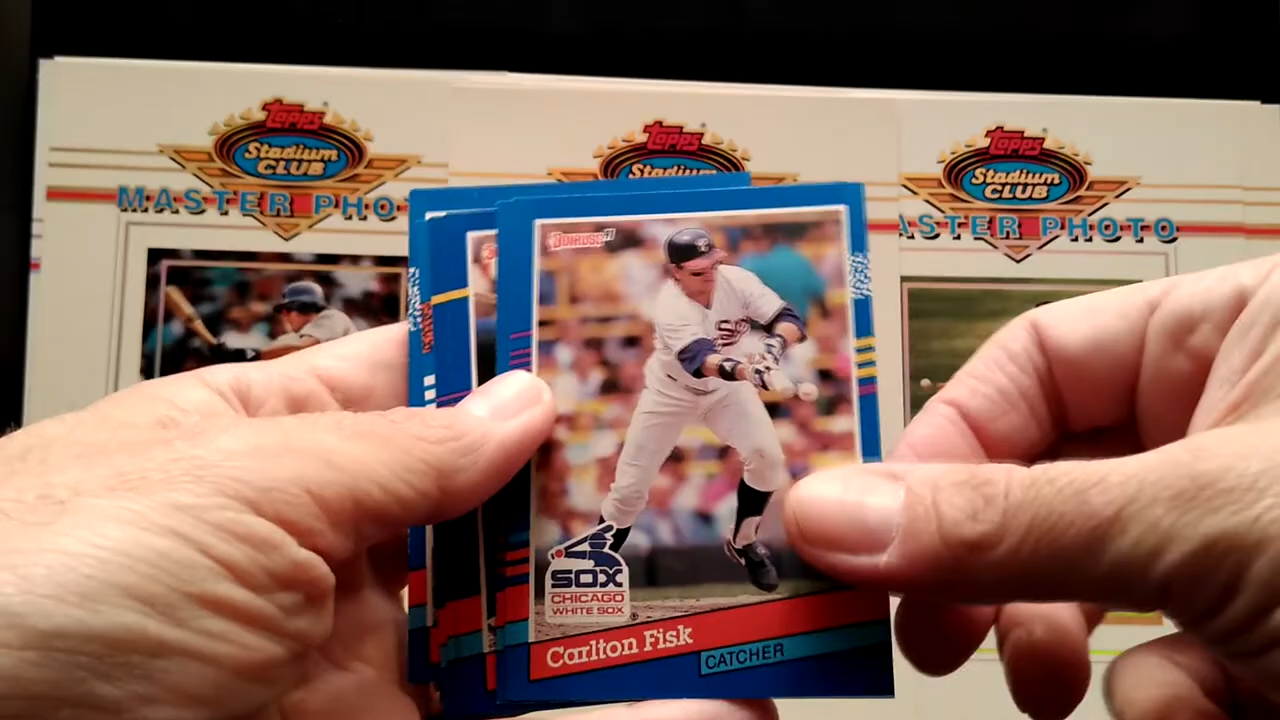 Topps
Stadium
CLUB
MASTER PHO
Topps
Stadium
Topps
Stadium
CLUB
ASTER PHOTO
DONRUSS '91
SOX
CHICAGO
WHITE SOX
Carlton Fisk
CATCHER